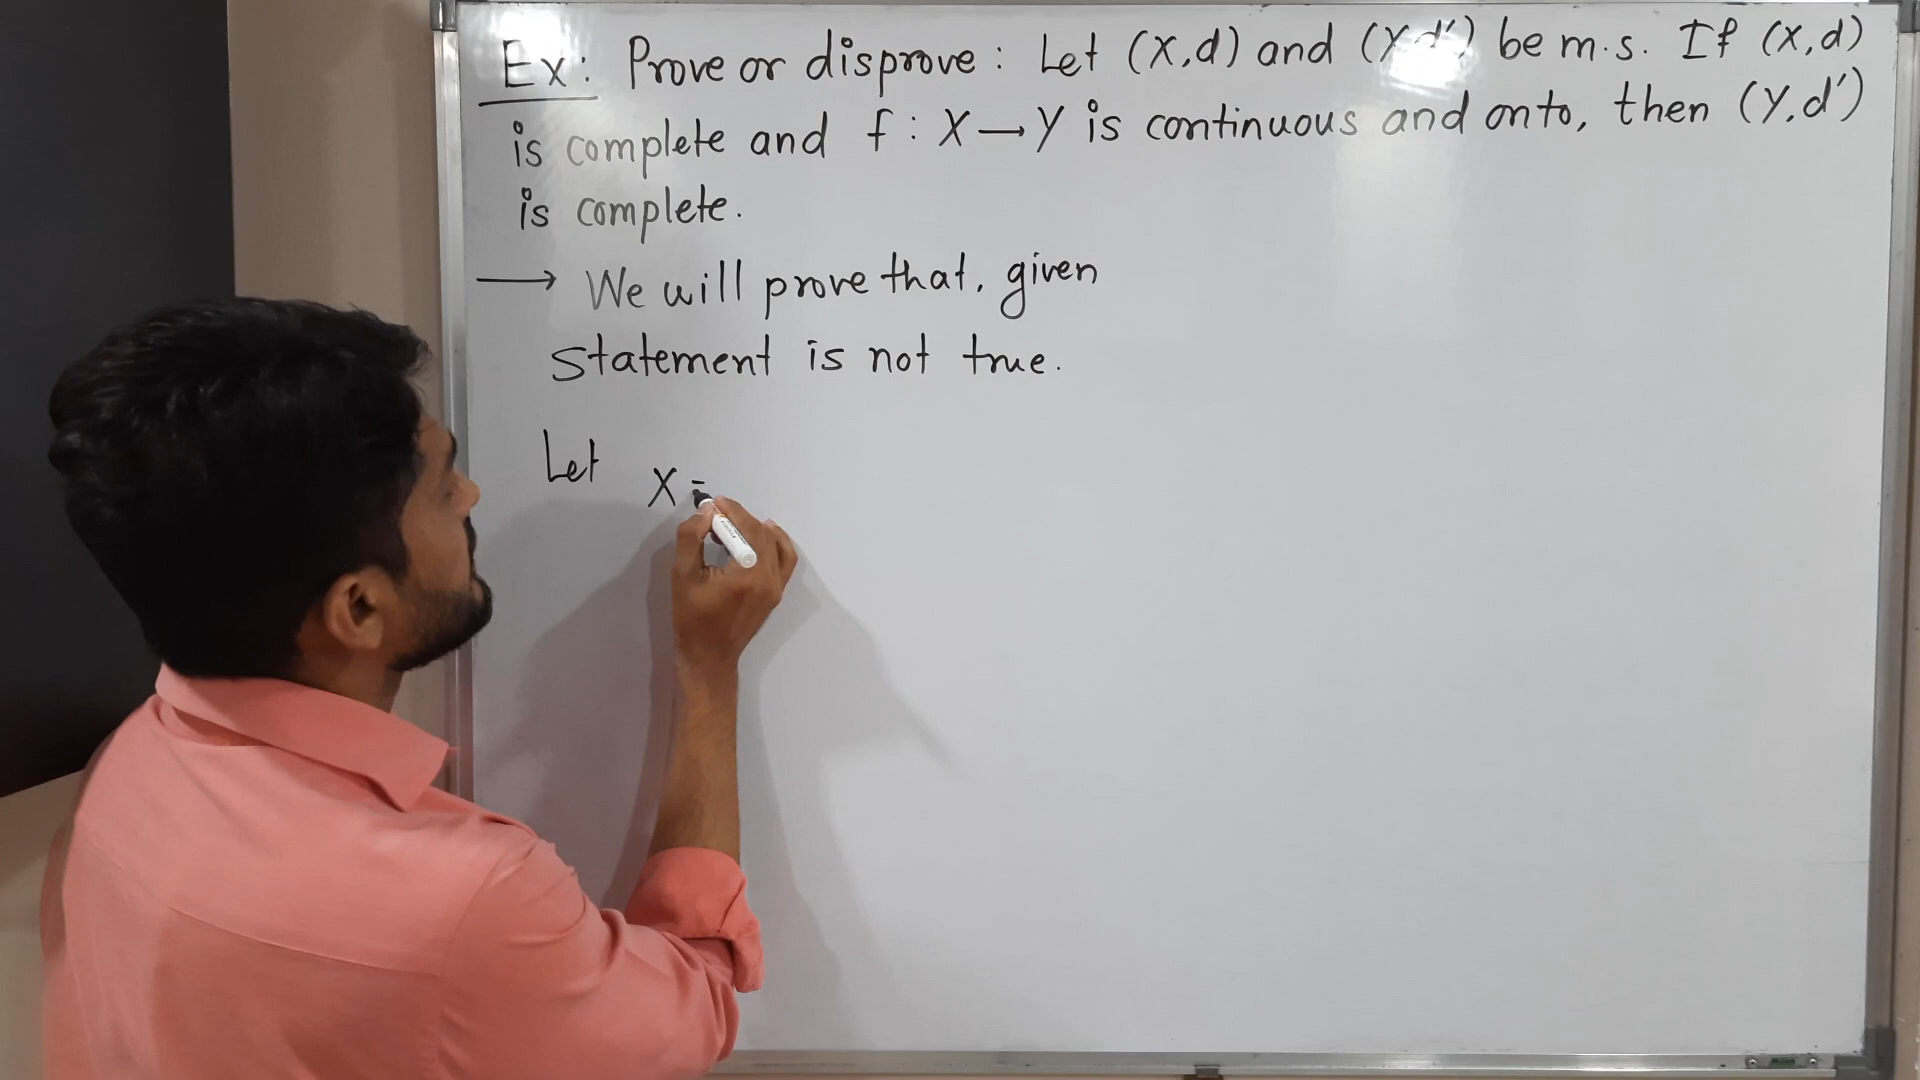 Ex: Prove or disprove: Let (X,d) and (Y,d') be m.s. If (X,d)
is complete and f: X→Y is continuous and onto, then (Y,d')
is complete.
→ We will prove that, given
statement is not true.
Let X =